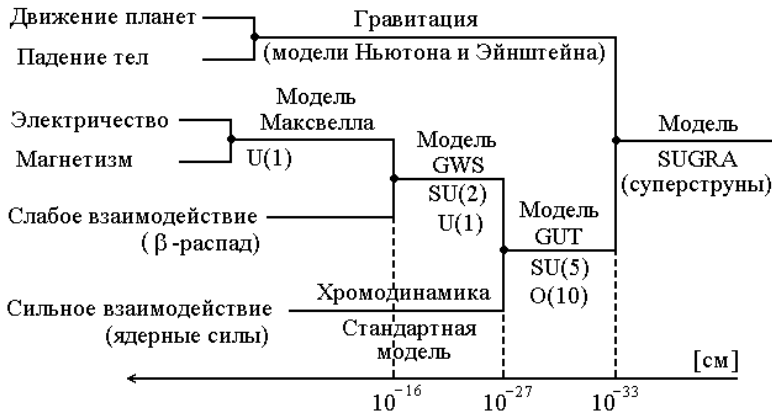 Движение планет
Падение тел
Гравитация
(модели Ньютона и Эйнштейна)
Электричество
Магнетизм
Модель
Максвелла
U(1)
Слабое взаимодействие
(β-распад)
Модель
GWS
SU(2)
U(1)
Сильное взаимодействие
(ядерные силы)
Хромодинамика
Стандартная
модель
Модель
GUT
SU(5)
O(10)
Модель
SUGRA
(суперструны)
[см]
10⁻¹⁶
10⁻²⁷
10⁻³³